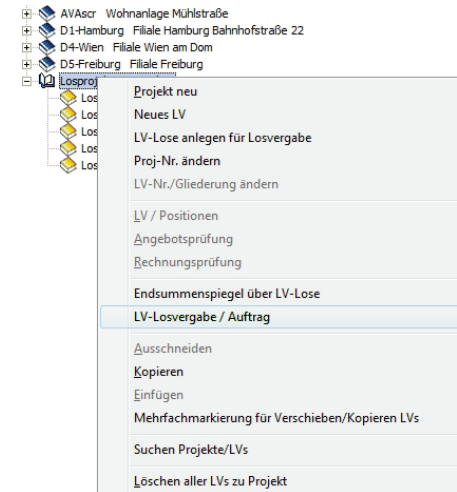 AVAscr Wohnanlage Mühlstraße
D1-Hamburg Filiale Hamburg Bahnhofstraße 22
D4-Wien Filiale Wien am Dom
D5-Freiburg Filiale Freiburg
Losproj
Los
Los
Los
Los
Los
Projekt neu
Neues LV
LV-Lose anlegen für Losvergabe
Proj-Nr. ändern
LV-Nr./Gliederung ändern
LV / Positionen
Angebotsprüfung
Rechnungsprüfung
Endsummenspiegel über LV-Lose
LV-Losvergabe / Auftrag
Ausschneiden
Kopieren
Einfügen
Mehrfachmarkierung für Verschieben/Kopieren LVs
Suchen Projekte/LVs
Löschen aller LVs zu Projekt